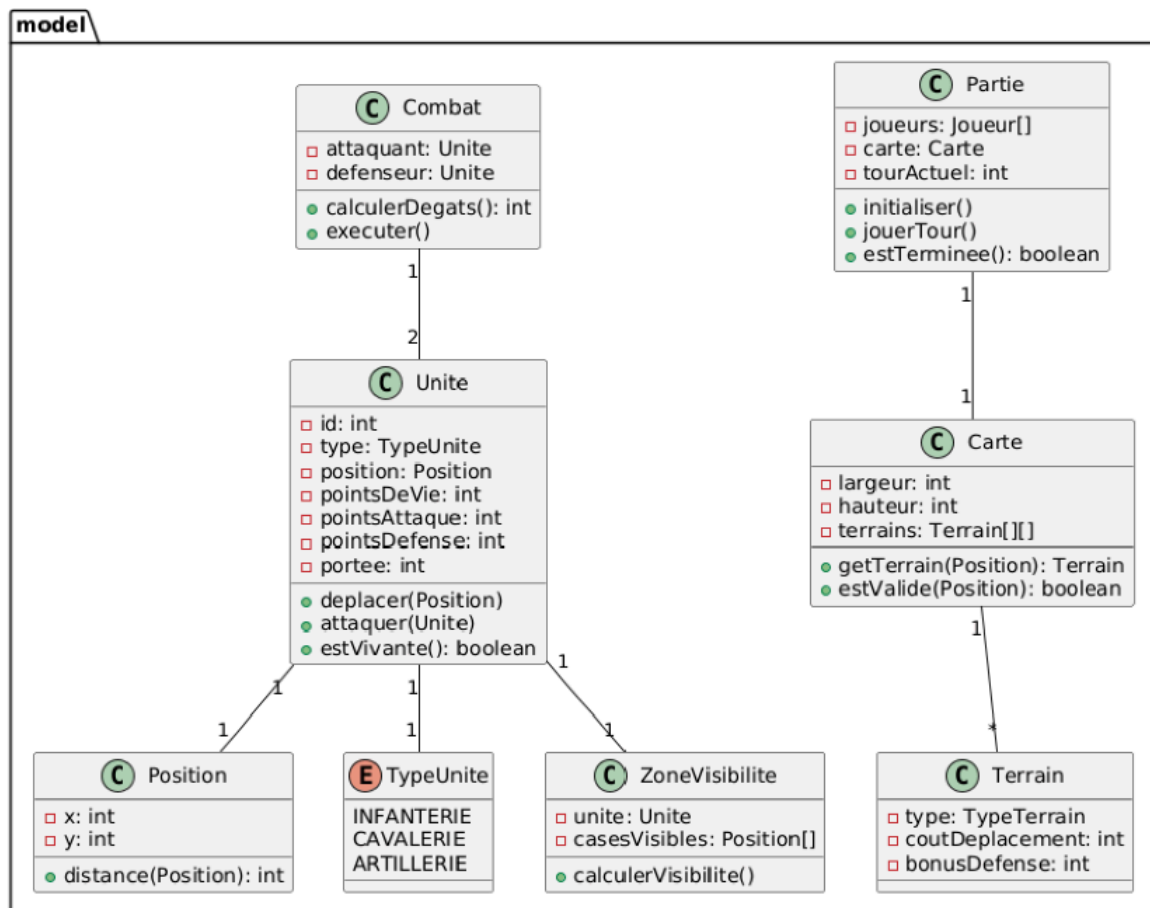 model
C Combat
attaquant: Unite
defenseur: Unite
calculerDegats(): int
executer()
C Partie
joueurs: Joueur[]
carte: Carte
tourActuel: int
initialiser()
jouerTour()
estTerminee(): boolean
1
2
1
1
C Unite
id: int
type: TypeUnite
position: Position
pointsDeVie: int
pointsAttaque: int
pointsDefense: int
portee: int
deplacer(Position)
attaquer(Unite)
estVivante(): boolean
C Carte
largeur: int
hauteur: int
terrains: Terrain[][]
getTerrain(Position): Terrain
estValide(Position): boolean
1
1
1
1
1
1
1
*
C Position
x: int
y: int
distance(Position): int
E TypeUnite
INFANTERIE
CAVALERIE
ARTILLERIE
C ZoneVisibilite
unite: Unite
casesVisibles: Position[]
calculerVisibilite()
C Terrain
type: TypeTerrain
coutDeplacement: int
bonusDefense: int